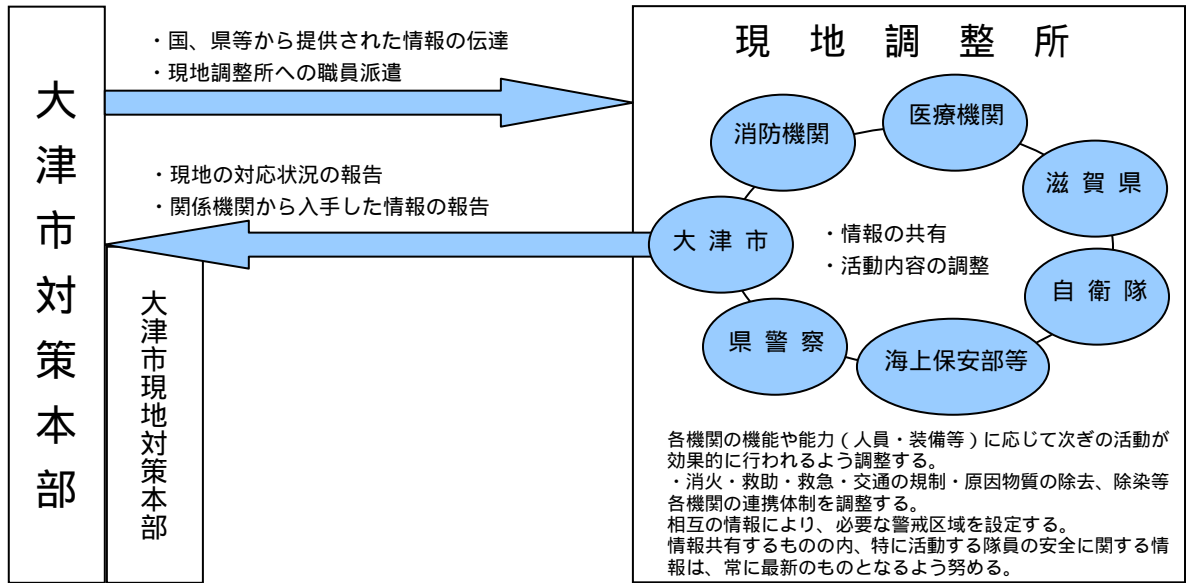 大津市対策本部
大津市現地対策本部
・国、県等から提供された情報の伝達
・現地調整所への職員派遣
・現地の対応状況の報告
・関係機関から入手した情報の報告
現地調整所
医療機関
消防機関
滋賀県
大津市
・情報の共有
・活動内容の調整
自衛隊
県警察
海上保安部等
各機関の機能や能力（人員・装備等）に応じて次ぎの活動が
効果的に行われるよう調整する。
・消火・救助・救急・交通の規制・原因物質の除去、除染等
各機関の連携体制を調整する。
相互の情報により、必要な警戒区域を設定する。
情報共有するものの内、特に活動する隊員の安全に関する情
報は、常に最新のものとなるよう努める。